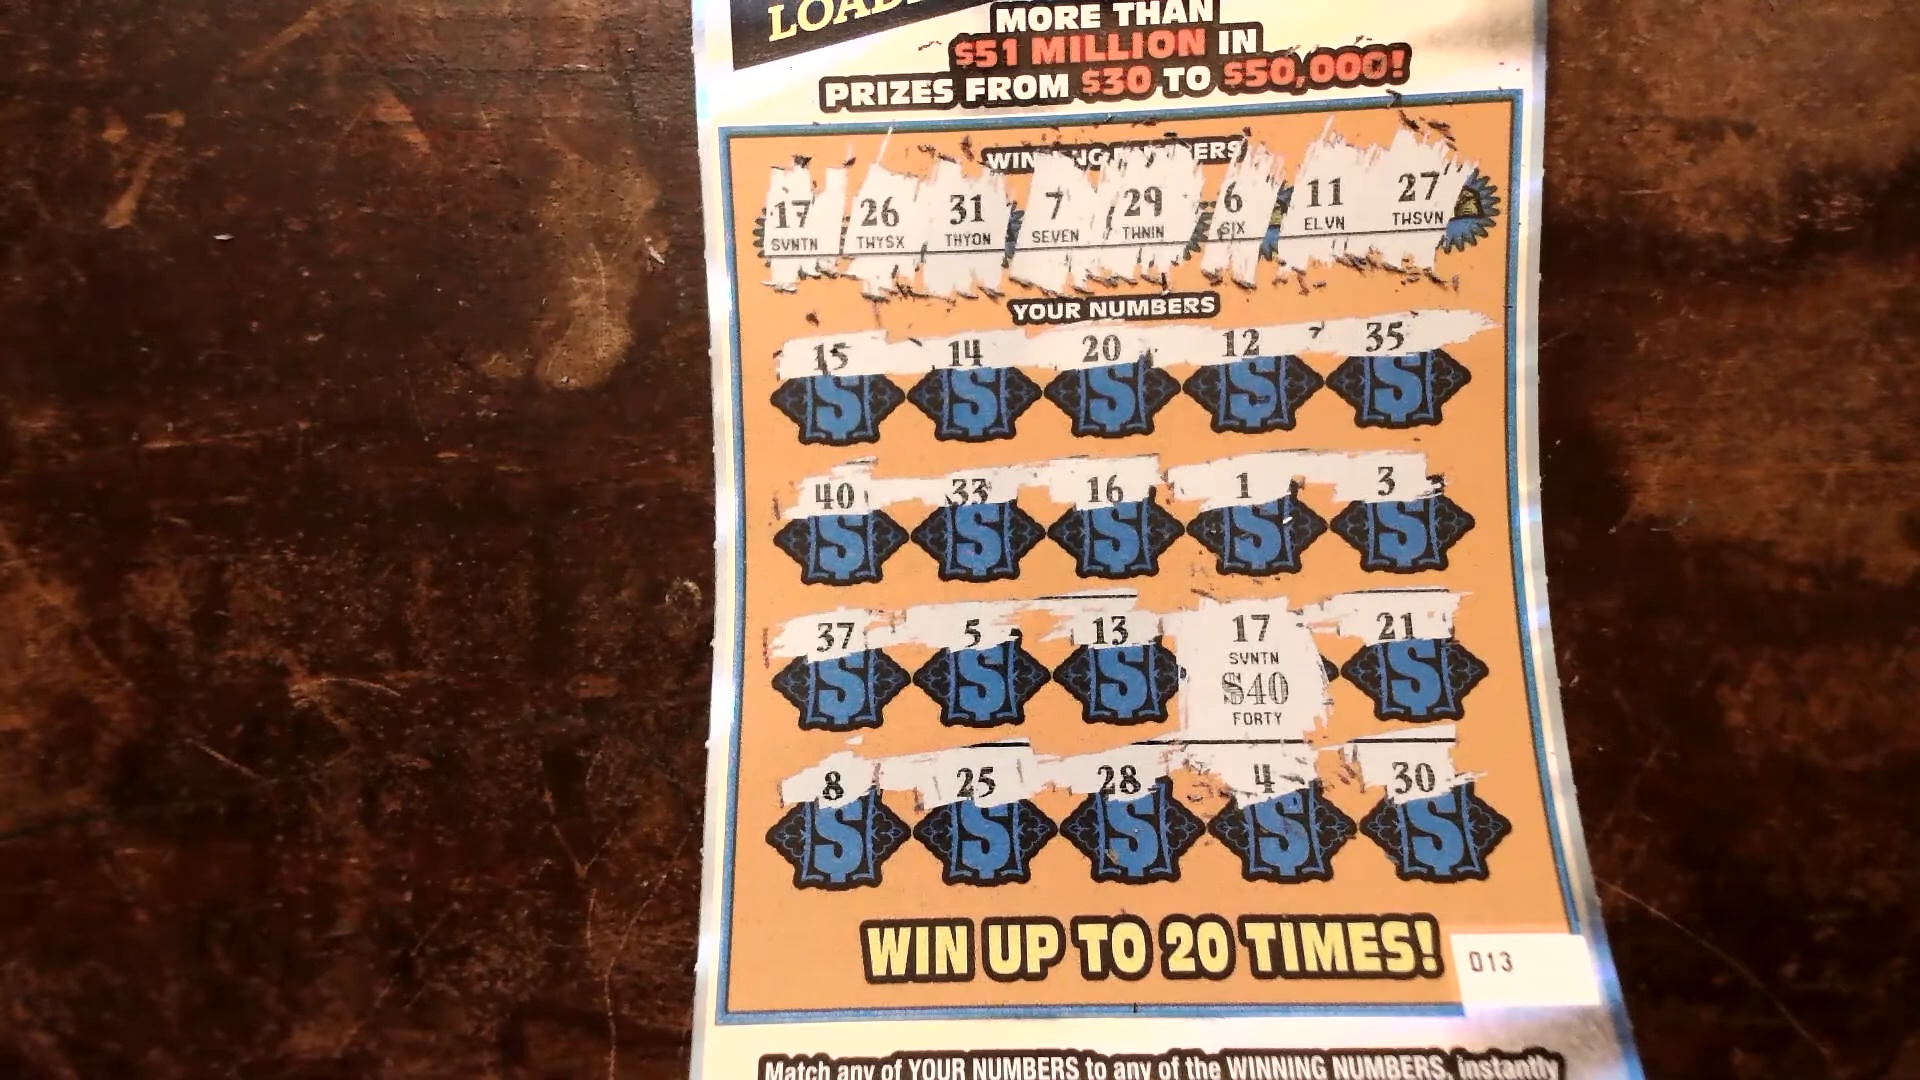 MORE THAN
$51 MILLION IN
PRIZES FROM $30 TO $50,000!
17 26 31 7 29 6 11 27
SVNTN TWYSX THYON SEVEN TWNIN SIX ELVN TWSVN
YOUR NUMBERS
15 14 20 12 35
40 33 16 1 3
37 5 13 17 21
SVNTN
$40
FORTY
8 25 28 4 30
WIN UP TO 20 TIMES!
013
Match any of YOUR NUMBERS to any of the WINNING NUMBERS, instantly